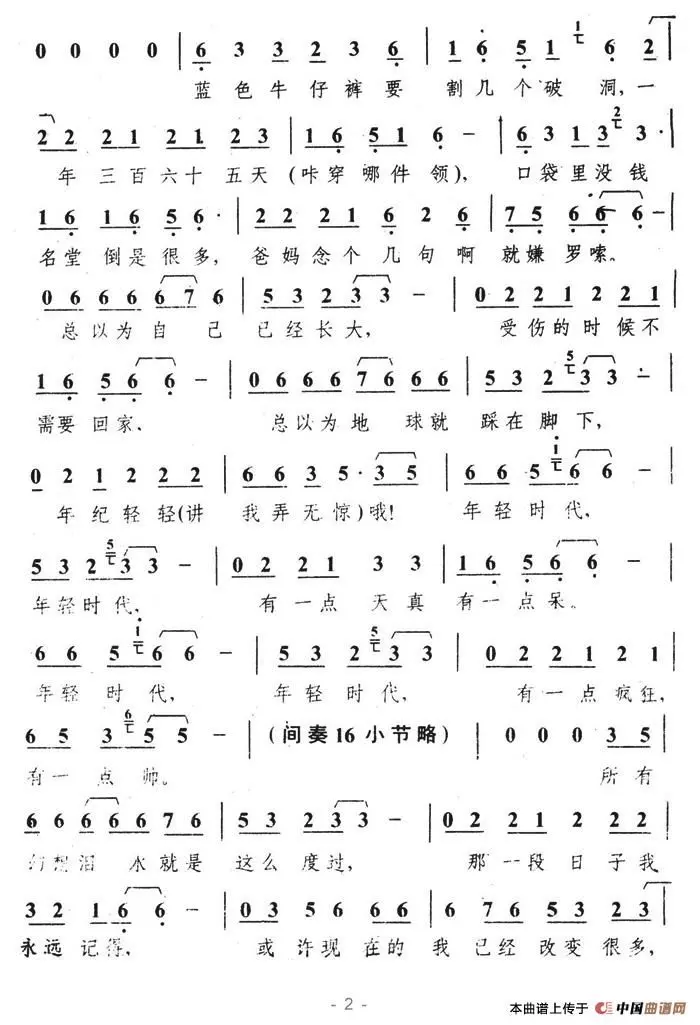 0 0 0 0 | 6 3 3 2 3 6 | 1 6 5 1 i 6 2
蓝色牛仔裤要 割几个破 洞,一
2 2 2 1 2 1 2 3 | 1 6 5 1 6 - | 6 3 1 3 2 3 ·
年 三百六十 五天(咔穿哪件领), 口袋里没钱
1 6 1 6 5 6 · | 2 2 2 1 6 2 6 | 7 5 6 6 6 -
名堂 倒是很多, 爸妈念个几句啊 就嫌 罗嗦。
0 6 6 6 6 7 6 | 5 3 2 3 3 - | 0 2 2 1 2 2 2 1
总以为自 己 已经长大, 受伤的时候不
1 6 5 6 6 - | 0 6 6 6 7 6 6 6 | 5 3 2 5 3 3 -
需要 回家、 总以为地 球就 踩在脚下,
0 2 1 2 2 2 | 6 6 3 5 · 3 5 | 6 6 5 i 6 6 -
年纪轻轻(讲 我弄无惊)哦! 年轻时代,
5 3 2 5 3 3 - | 0 2 2 1 3 3 | 1 6 5 6 6 -
年轻时代, 有一点 天真 有一点呆。
6 6 5 i 6 6 - | 5 3 2 5 3 3 - | 0 2 2 1 2 1 2 1
年轻 时代, 年轻时代, 有一点疯狂,
6 5 3 6 5 5 - | (间奏16小节略) | 0 0 0 3 5
有一点帅。 所有
6 6 6 6 6 7 6 | 5 3 2 3 3 - | 0 2 2 1 2 2 2
幻想泪 水就是 这么 度过, 那一段日子我
3 2 1 6 6 - | 0 3 5 6 6 6 | 6 7 6 5 3 2 3
永远 记得, 或 许现 在的 我 已经 改变 很多,
- 2 -
本曲谱上传于 中国曲谱网